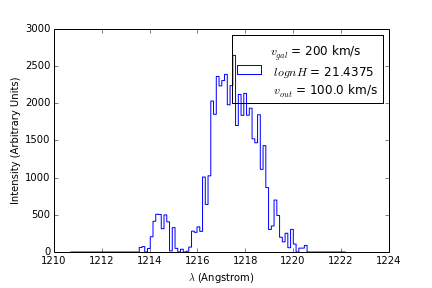 3000
2500
2000
1500
1000
500
0
Intensity (Arbitrary Units)
v_gal = 200 km/s
lognH = 21.4375
v_out = 100.0 km/s
1210 1212 1214 1216 1218 1220 1222 1224
λ (Angstrom)